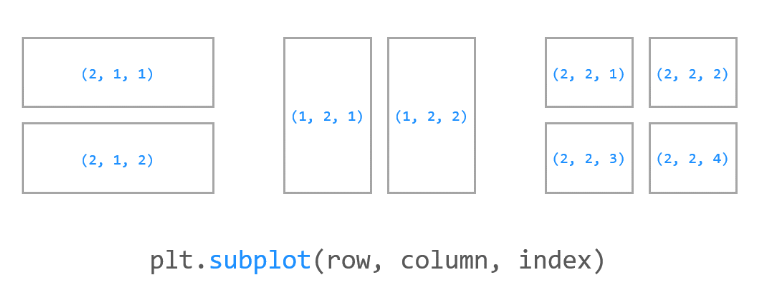 (2, 1, 1)
(2, 1, 2)
(1, 2, 1) (1, 2, 2)
(2, 2, 1) (2, 2, 2)
(2, 2, 3) (2, 2, 4)
plt.subplot(row, column, index)